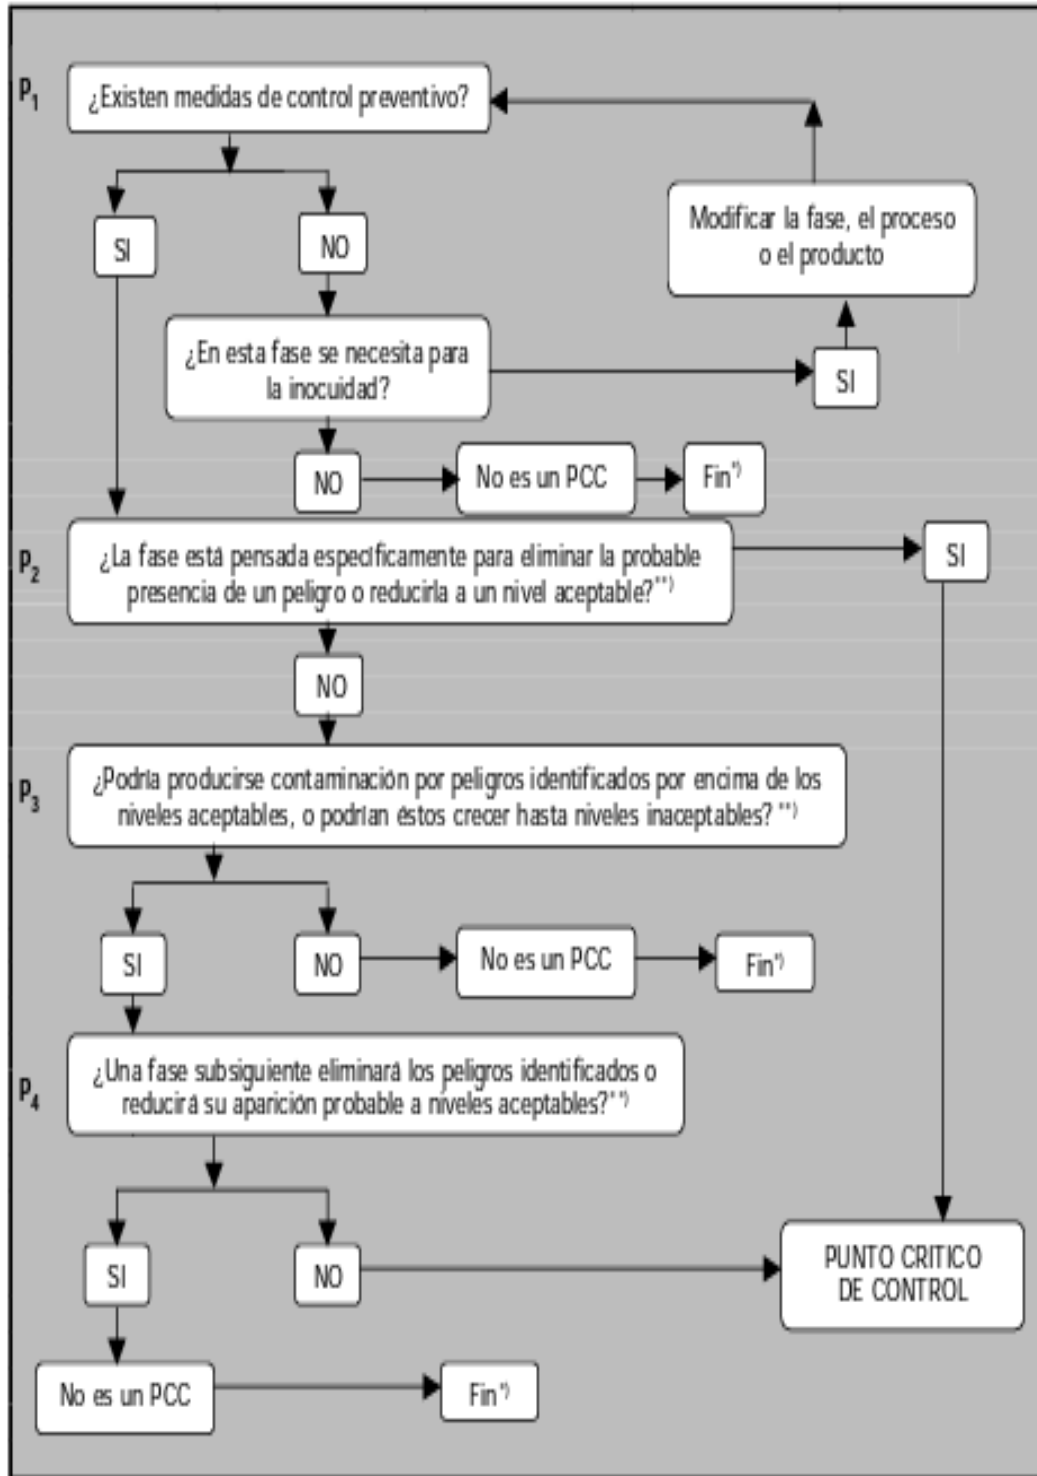 P1
¿Existen medidas de control preventivo?
SI
NO
Modificar la fase, el proceso
o el producto
¿En esta fase se necesita para
la inocuidad?
SI
NO
No es un PCC
Fin*)
P2
¿La fase está pensada específicamente para eliminar la probable
presencia de un peligro o reducirla a un nivel aceptable?**)
SI
NO
P3
¿Podría producirse contaminación por peligros identificados por encima de los
niveles aceptables, o podrían éstos crecer hasta niveles inaceptables? **)
SI
NO
No es un PCC
Fin*)
P4
¿Una fase subsiguiente eliminará los peligros identificados o
reducirá su aparición probable a niveles aceptables?**)
SI
NO
PUNTO CRITICO
DE CONTROL
No es un PCC
Fin*)